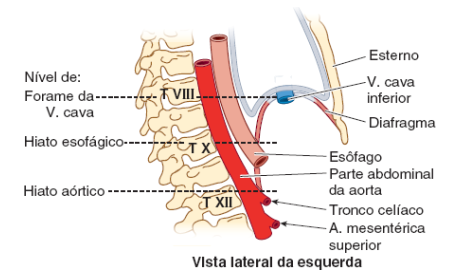 Nível de:
Forame da
V. cava
Hiato esofágico
Hiato aórtico
T VIII
T X
T XII
Esterno
V. cava
inferior
Diafragma
Esôfago
Parte abdominal
da aorta
Tronco celíaco
A. mesentérica
superior
Vista lateral da esquerda